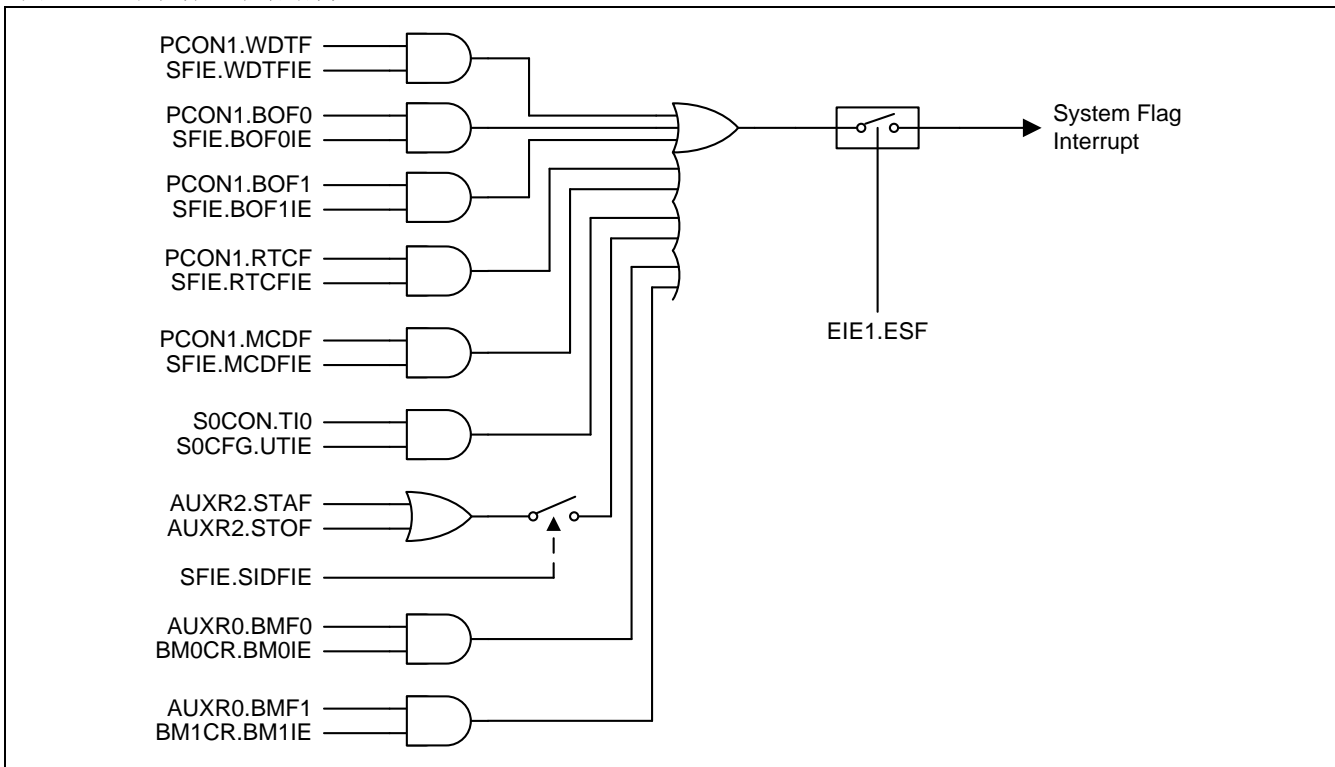 PCON1.WDTF
SFIE.WDTFIE
PCON1.BOF0
SFIE.BOF0IE
PCON1.BOF1
SFIE.BOF1IE
PCON1.RTCF
SFIE.RTCFIE
PCON1.MCDF
SFIE.MCDFIE
S0CON.TI0
S0CFG.UTIE
AUXR2.STAF
AUXR2.STOF
SFIE.SIDFIE
AUXR0.BMF0
BM0CR.BM0IE
AUXR0.BMF1
BM1CR.BM1IE
EIE1.ESF
System Flag
Interrupt